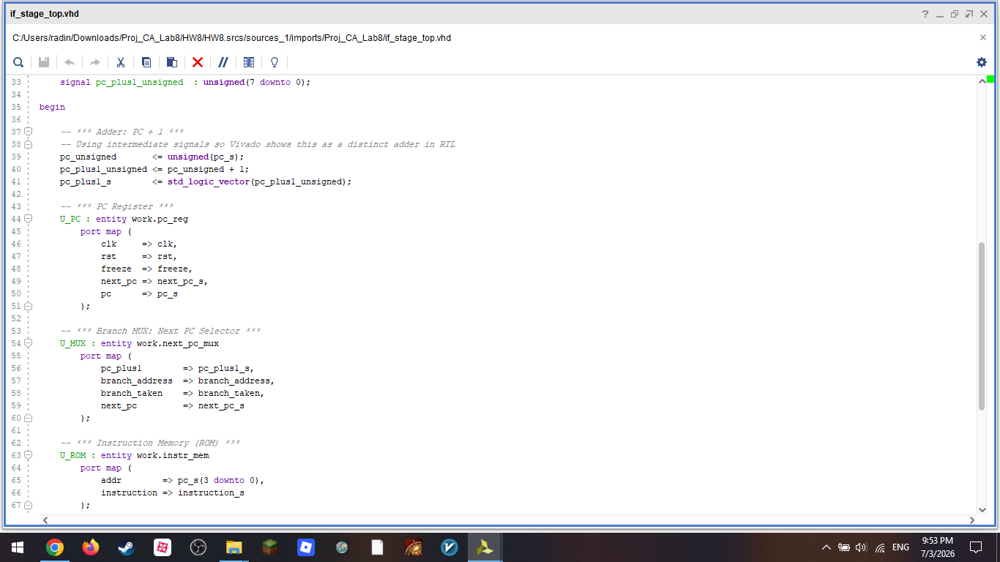 if_stage_top.vhd
C:/Users/radin/Downloads/Proj_CA_Lab8/HW8/HW8.srcs/sources_1/imports/Proj_CA_Lab8/if_stage_top.vhd
33 signal pc_plus1_unsigned : unsigned(7 downto 0);
34
35 begin
36
37 -- *** Adder: PC + 1 ***
38 -- Using intermediate signals so Vivado shows this as a distinct adder in RTL
39 pc_unsigned <= unsigned(pc_s);
40 pc_plus1_unsigned <= pc_unsigned + 1;
41 pc_plus1_s <= std_logic_vector(pc_plus1_unsigned);
42
43 -- *** PC Register ***
44 U_PC : entity work.pc_reg
45 port map (
46 clk => clk,
47 rst => rst,
48 freeze => freeze,
49 next_pc => next_pc_s,
50 pc => pc_s
51 );
52
53 -- *** Branch MUX: Next PC Selector ***
54 U_MUX : entity work.next_pc_mux
55 port map (
56 pc_plus1 => pc_plus1_s,
57 branch_address => branch_address,
58 branch_taken => branch_taken,
59 next_pc => next_pc_s
60 );
61
62 -- *** Instruction Memory (ROM) ***
63 U_ROM : entity work.instr_mem
64 port map (
65 addr => pc_s(3 downto 0),
66 instruction => instruction_s
67 );
ENG
9:53 PM
7/3/2026